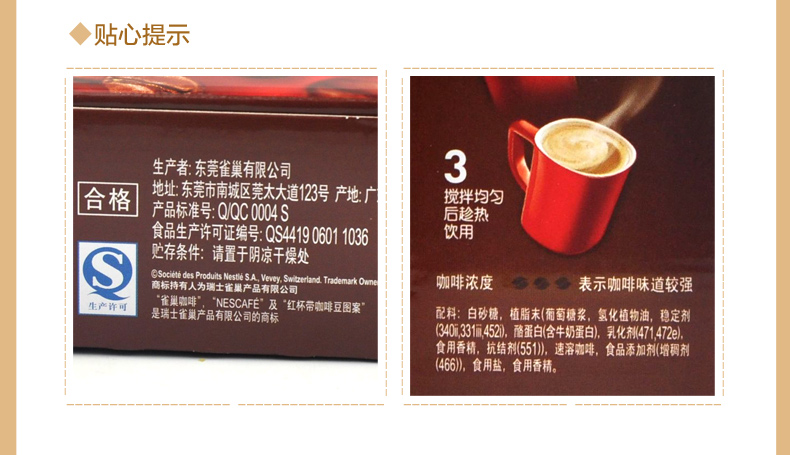 贴心提示
生产者: 东莞雀巢有限公司
地址: 东莞市南城区莞太大道123号 产地: 广
产品标准号: Q/QC 0004 S
食品生产许可证编号: QS4419 0601 1036
贮存条件: 请置于阴凉干燥处
合格
生产许可
©Société des Produits Nestlé S.A., Vevey, Switzerland. Trademark Owner
商标持有人为瑞士雀巢产品有限公司
“雀巢咖啡”、“NESCAFÉ”及“红杯带咖啡豆图案”
是瑞士雀巢产品有限公司的商标
3
搅拌均匀
后趁热
饮用
咖啡浓度 表示咖啡味道较强
配料: 白砂糖, 植脂末(葡萄糖浆, 氢化植物油, 稳定剂
(340ii,331iii,452i), 酪蛋白(含牛奶蛋白), 乳化剂(471,472e),
食用香精, 抗结剂(551)), 速溶咖啡, 食品添加剂(增稠剂
(466)), 食用盐, 食用香精。